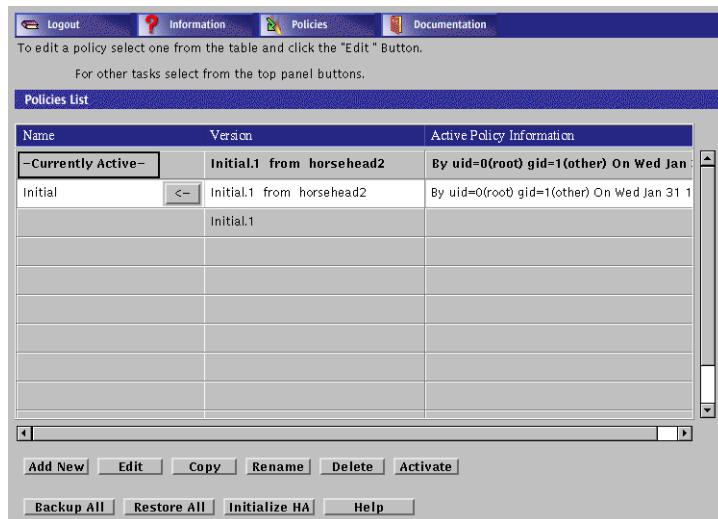 Logout Information Policies Documentation
To edit a policy select one from the table and click the "Edit " Button.
For other tasks select from the top panel buttons.
Policies List
Name Version Active Policy Information
-Currently Active- Initial.1 from horsehead2 By uid=0(root) gid=1(other) On Wed Jan
Initial <- Initial.1 from horsehead2 By uid=0(root) gid=1(other) On Wed Jan 31 1
Initial.1
Add New Edit Copy Rename Delete Activate
Backup All Restore All Initialize HA Help